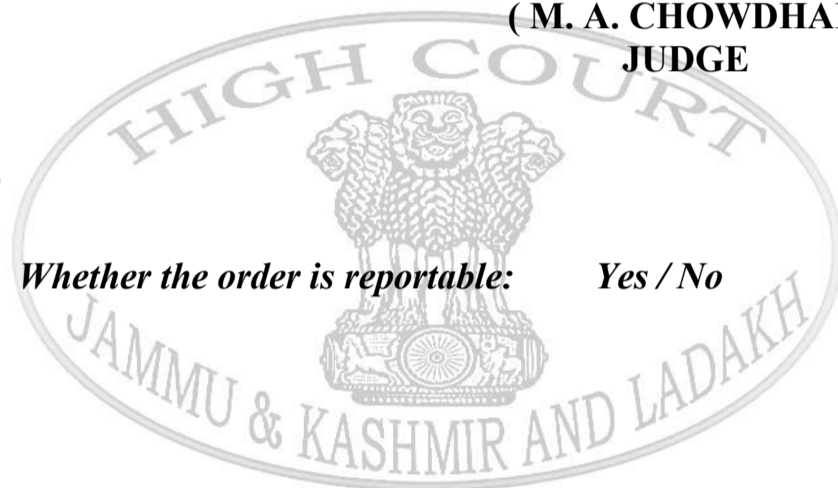 ( M. A. CHOWDHA
JUDGE
HIGH COURT
Whether the order is reportable: Yes / No
JAMMU & KASHMIR AND LADAKH